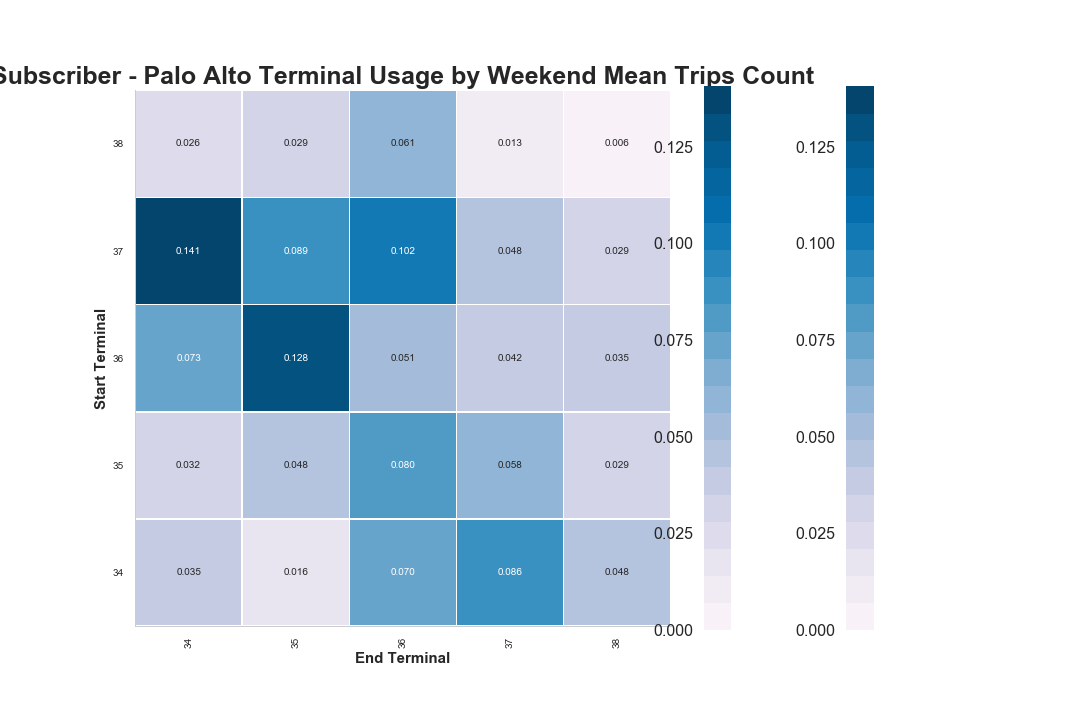 Subscriber - Palo Alto Terminal Usage by Weekend Mean Trips Count
38 0.026 0.029 0.061 0.013 0.006
37 0.141 0.089 0.102 0.048 0.029
36 0.073 0.128 0.051 0.042 0.035
35 0.032 0.048 0.080 0.058 0.029
34 0.035 0.016 0.070 0.086 0.048
Start Terminal
34 35 36 37 38
End Terminal
0.125
0.100
0.075
0.050
0.025
0.000
0.125
0.100
0.075
0.050
0.025
0.000